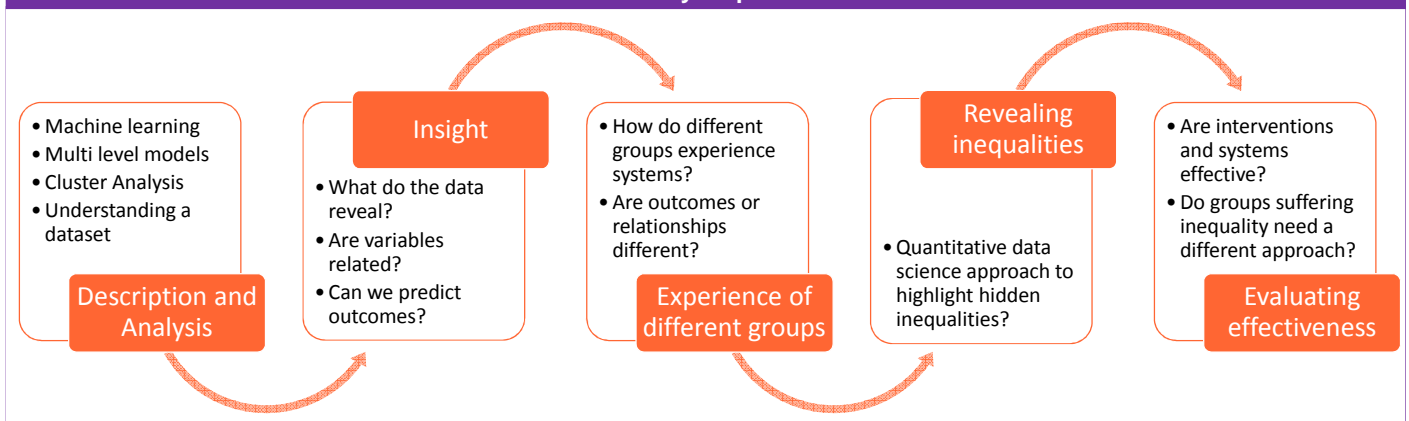 • Machine learning
• Multi level models
• Cluster Analysis
• Understanding a
dataset
Description and
Analysis
Insight
• What do the data
reveal?
• Are variables
related?
• Can we predict
outcomes?
• How do different
groups experience
systems?
• Are outcomes or
relationships
different?
Experience of
different groups
Revealing
inequalities
• Quantitative data
science approach to
highlight hidden
inequalities?
• Are interventions
and systems
effective?
• Do groups suffering
inequality need a
different approach?
Evaluating
effectiveness